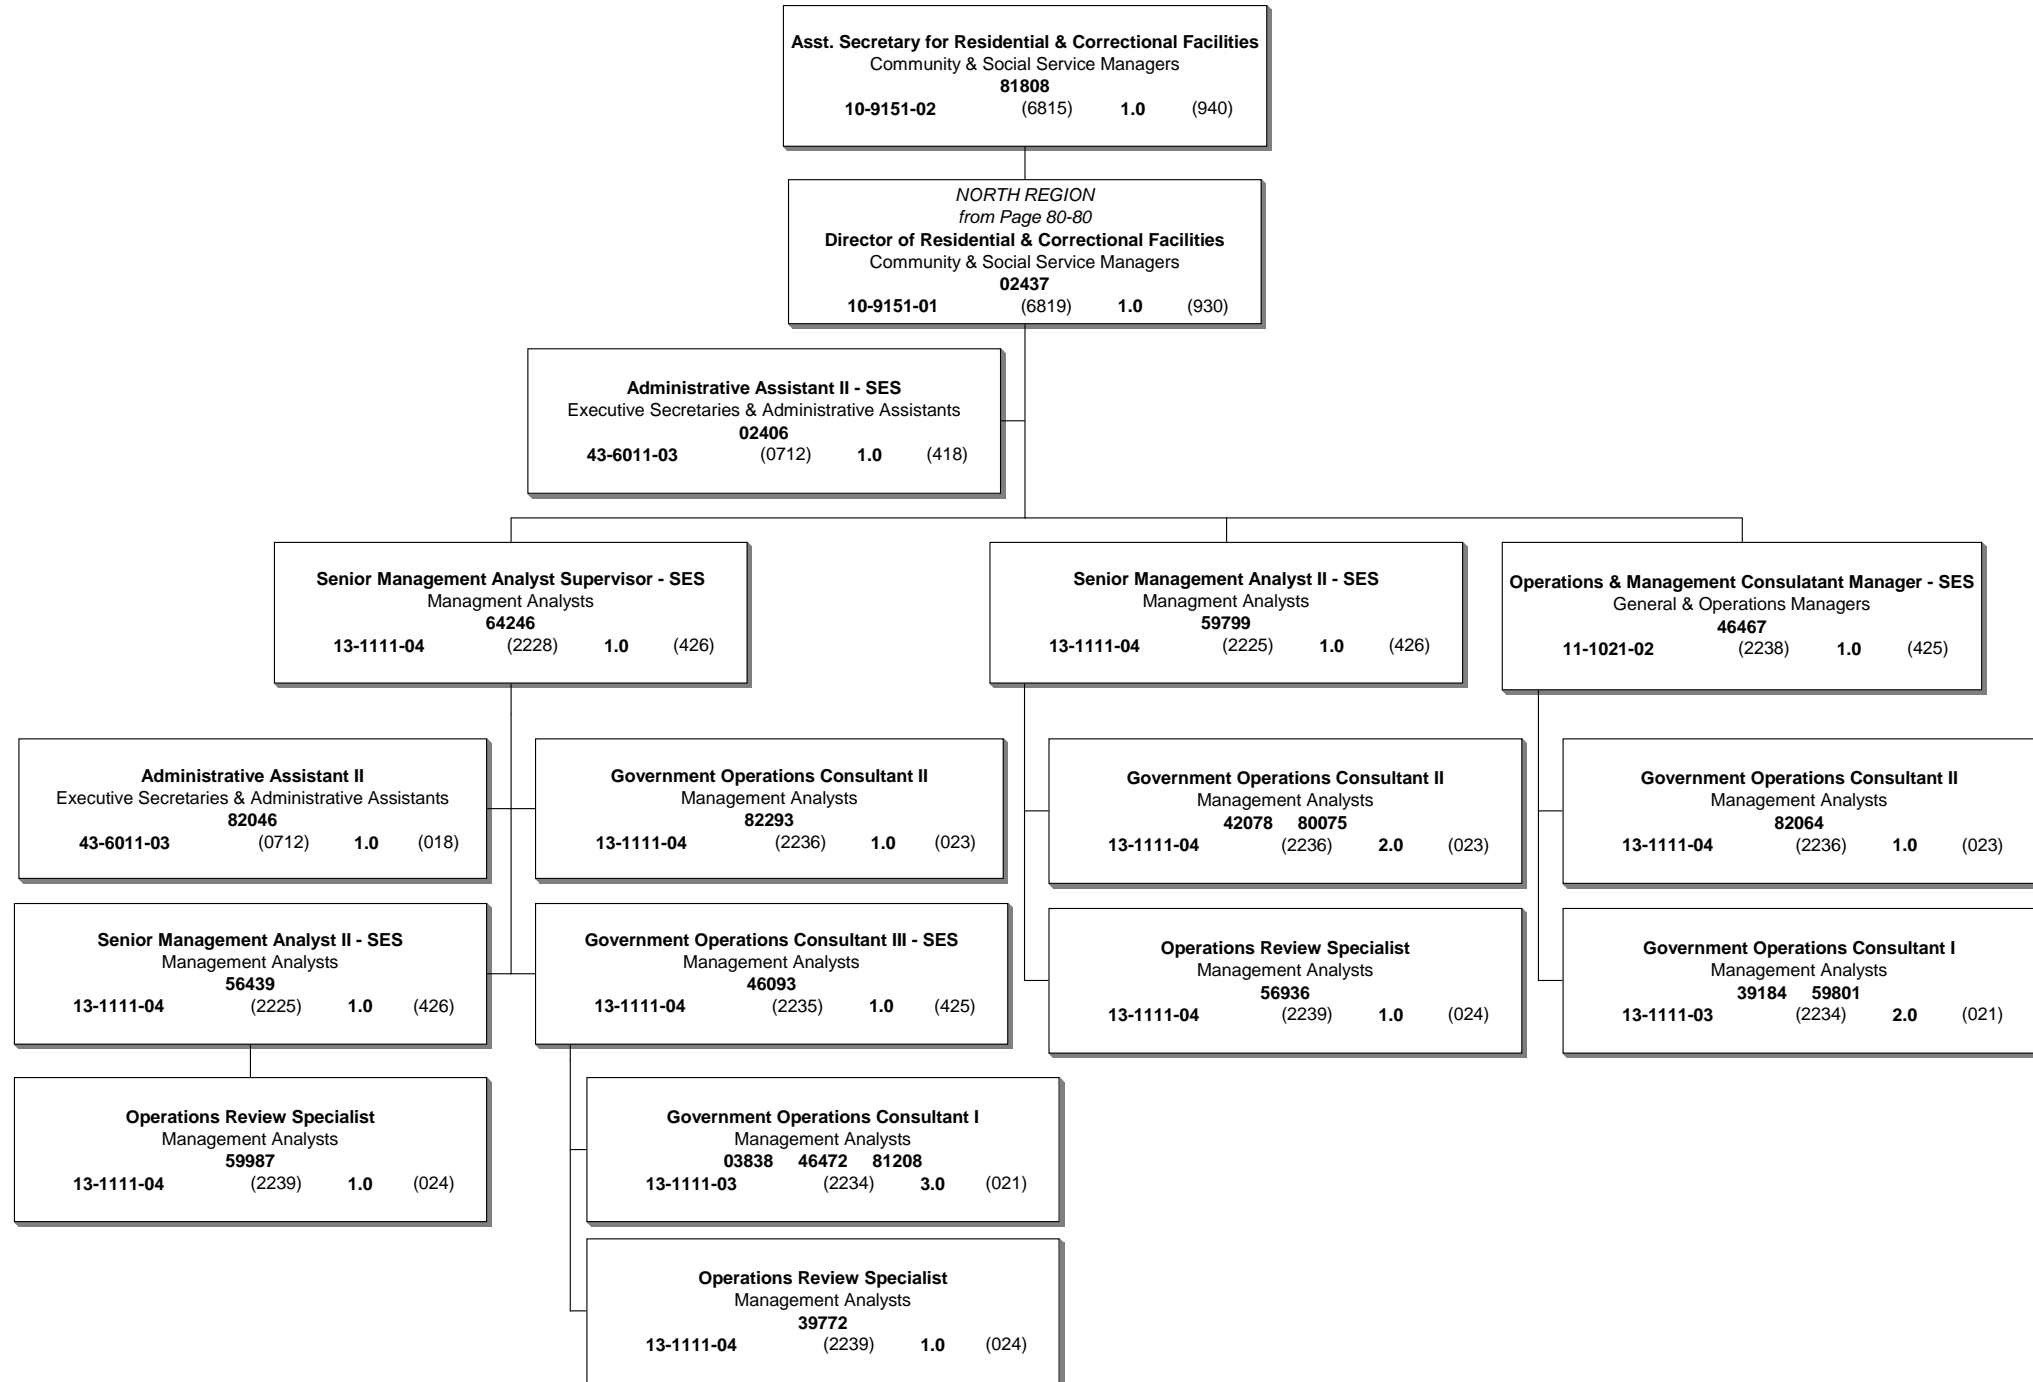 Asst. Secretary for Residential & Correctional Facilities
Community & Social Service Managers
81808
10-9151-02 (6815) 1.0 (940)
NORTH REGION
from Page 80-80
Director of Residential & Correctional Facilities
Community & Social Service Managers
02437
10-9151-01 (6819) 1.0 (930)
Administrative Assistant II - SES
Executive Secretaries & Administrative Assistants
02406
43-6011-03 (0712) 1.0 (418)
Senior Management Analyst Supervisor - SES
Managment Analysts
64246
13-1111-04 (2228) 1.0 (426)
Senior Management Analyst II - SES
Managment Analysts
59799
13-1111-04 (2225) 1.0 (426)
Operations & Management Consulatant Manager - SES
General & Operations Managers
46467
11-1021-02 (2238) 1.0 (425)
Administrative Assistant II
Executive Secretaries & Administrative Assistants
82046
43-6011-03 (0712) 1.0 (018)
Government Operations Consultant II
Management Analysts
82293
13-1111-04 (2236) 1.0 (023)
Government Operations Consultant II
Management Analysts
42078 80075
13-1111-04 (2236) 2.0 (023)
Government Operations Consultant II
Management Analysts
82064
13-1111-04 (2236) 1.0 (023)
Senior Management Analyst II - SES
Management Analysts
56439
13-1111-04 (2225) 1.0 (426)
Government Operations Consultant III - SES
Management Analysts
46093
13-1111-04 (2235) 1.0 (425)
Operations Review Specialist
Management Analysts
56936
13-1111-04 (2239) 1.0 (024)
Government Operations Consultant I
Management Analysts
39184 59801
13-1111-03 (2234) 2.0 (021)
Operations Review Specialist
Management Analysts
59987
13-1111-04 (2239) 1.0 (024)
Government Operations Consultant I
Management Analysts
03838 46472 81208
13-1111-03 (2234) 3.0 (021)
Operations Review Specialist
Management Analysts
39772
13-1111-04 (2239) 1.0 (024)